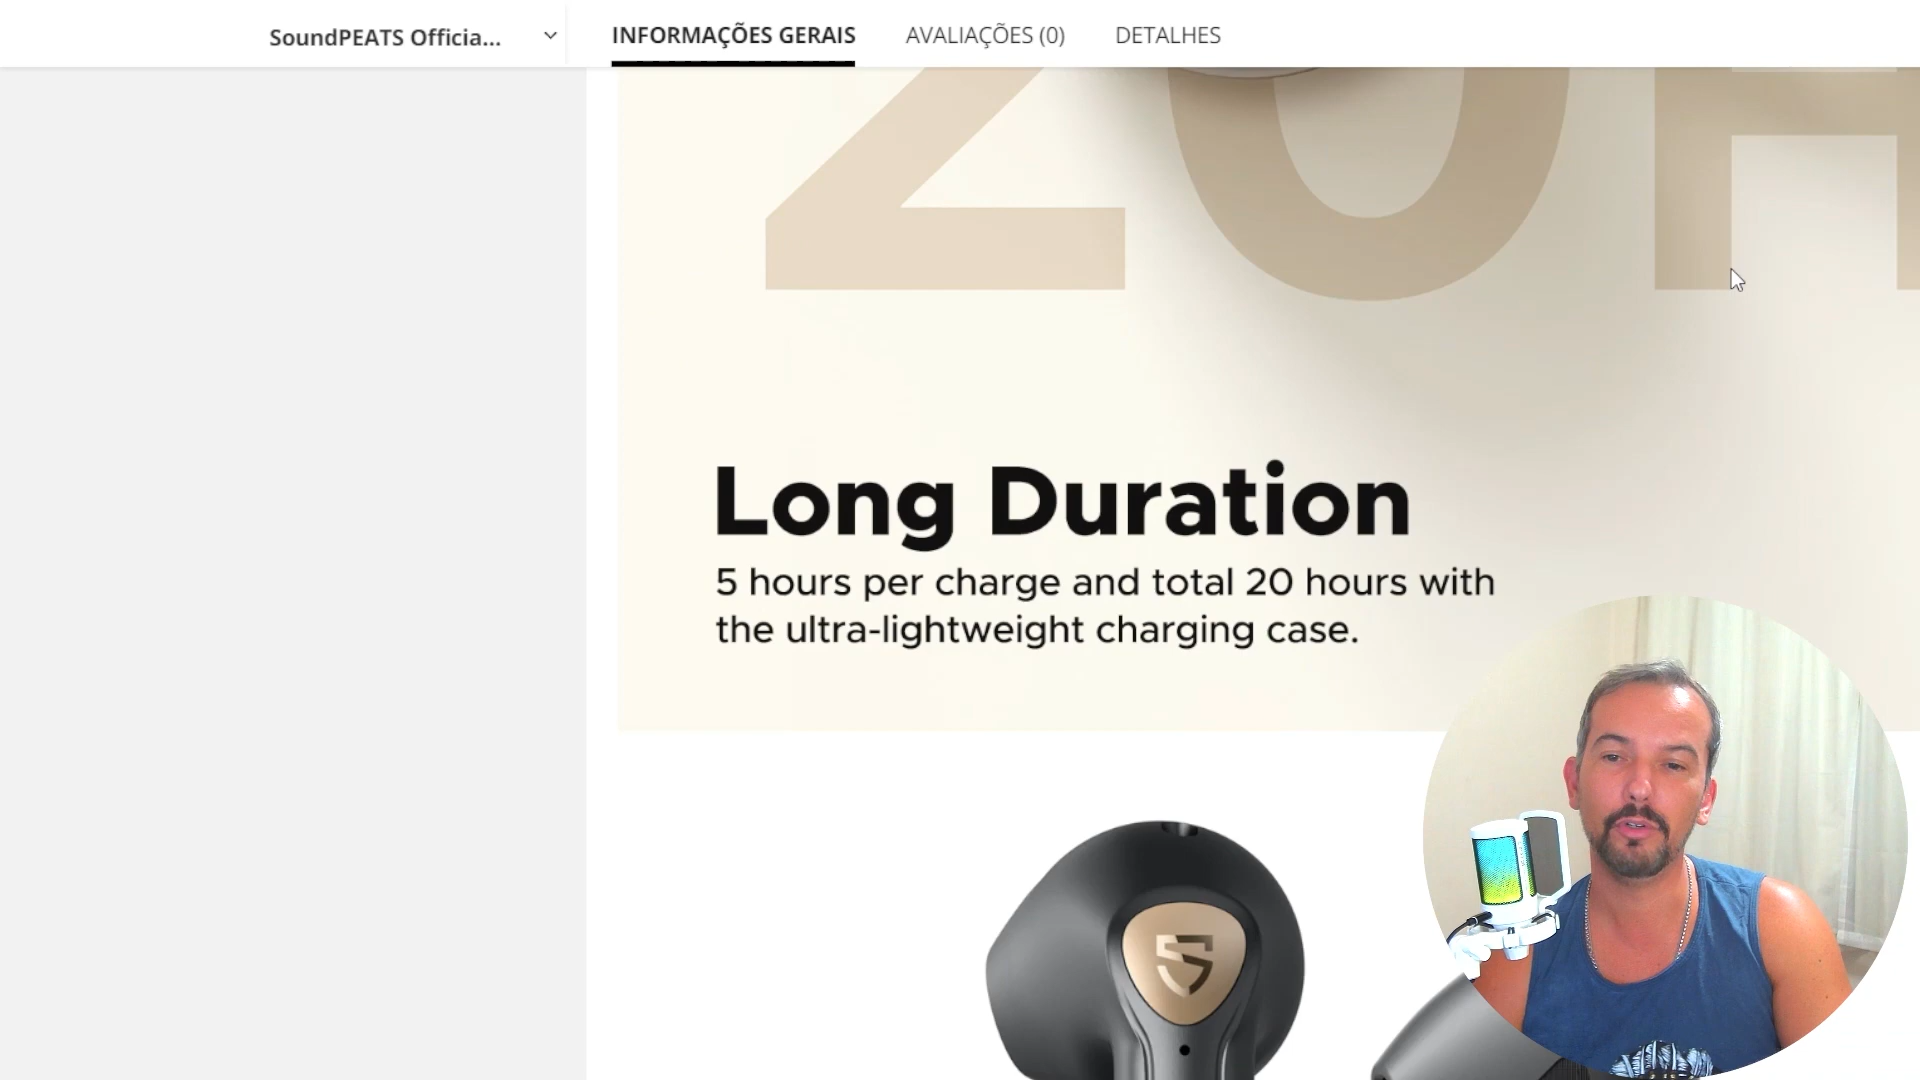 SoundPEATS Officia...
INFORMAÇÕES GERAIS
AVALIAÇÕES (0)
DETALHES
20H
Long Duration
5 hours per charge and total 20 hours with
the ultra-lightweight charging case.